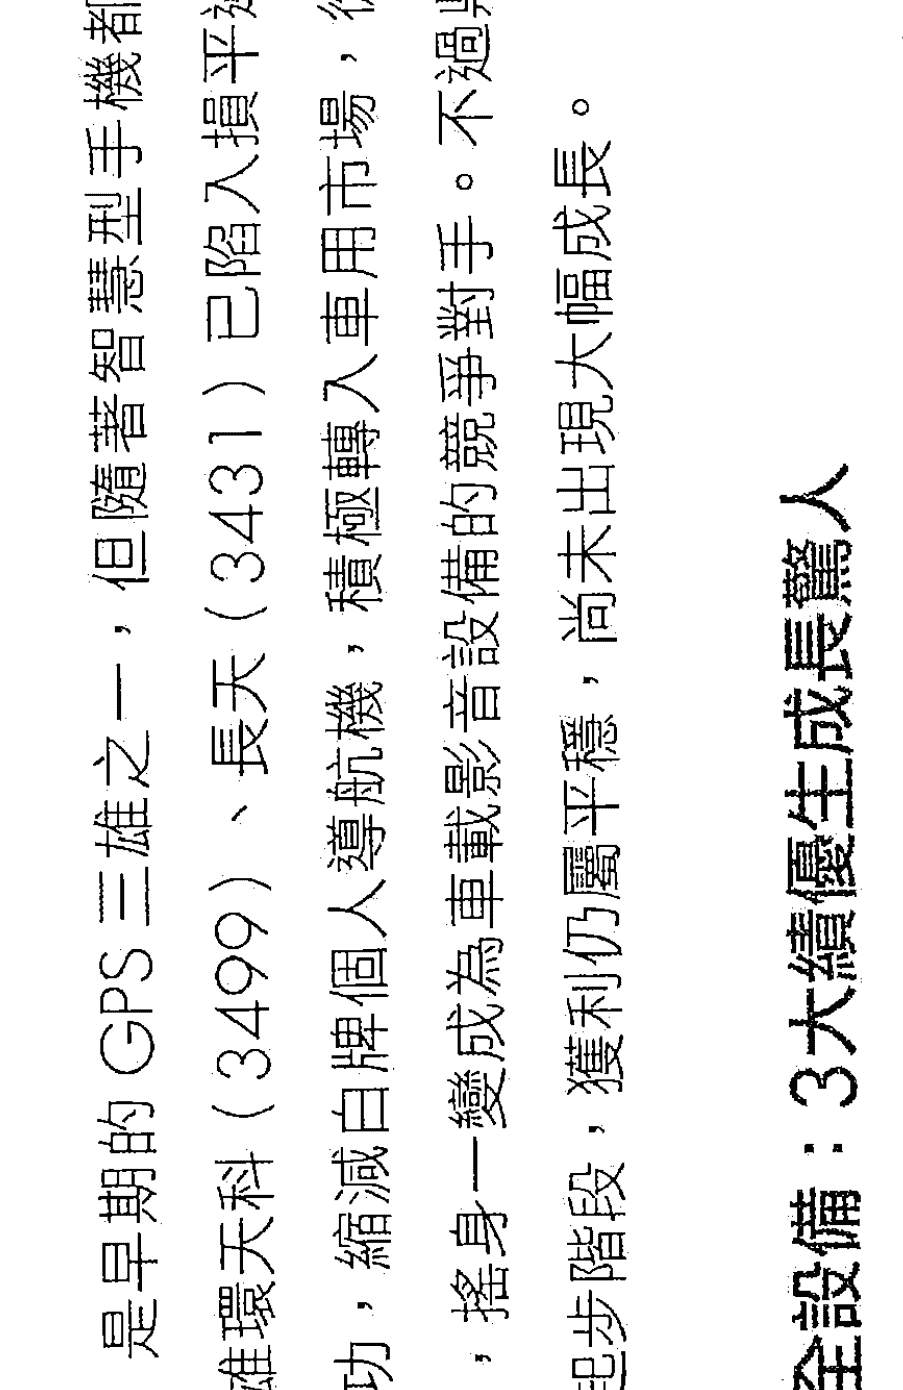 是早期的 GPS 三雄之一，但隨著智慧型手機都
雄環天科（3499）、長天（3431）已陷入損平
功，縮減白牌個人導航機，積極轉入車用市場，從
，搖身一變成為車載影音設備的競爭對手。不過
起步階段，獲利仍屬平穩，尚未出現大幅成長。
全設備：3大績優生成長驚人